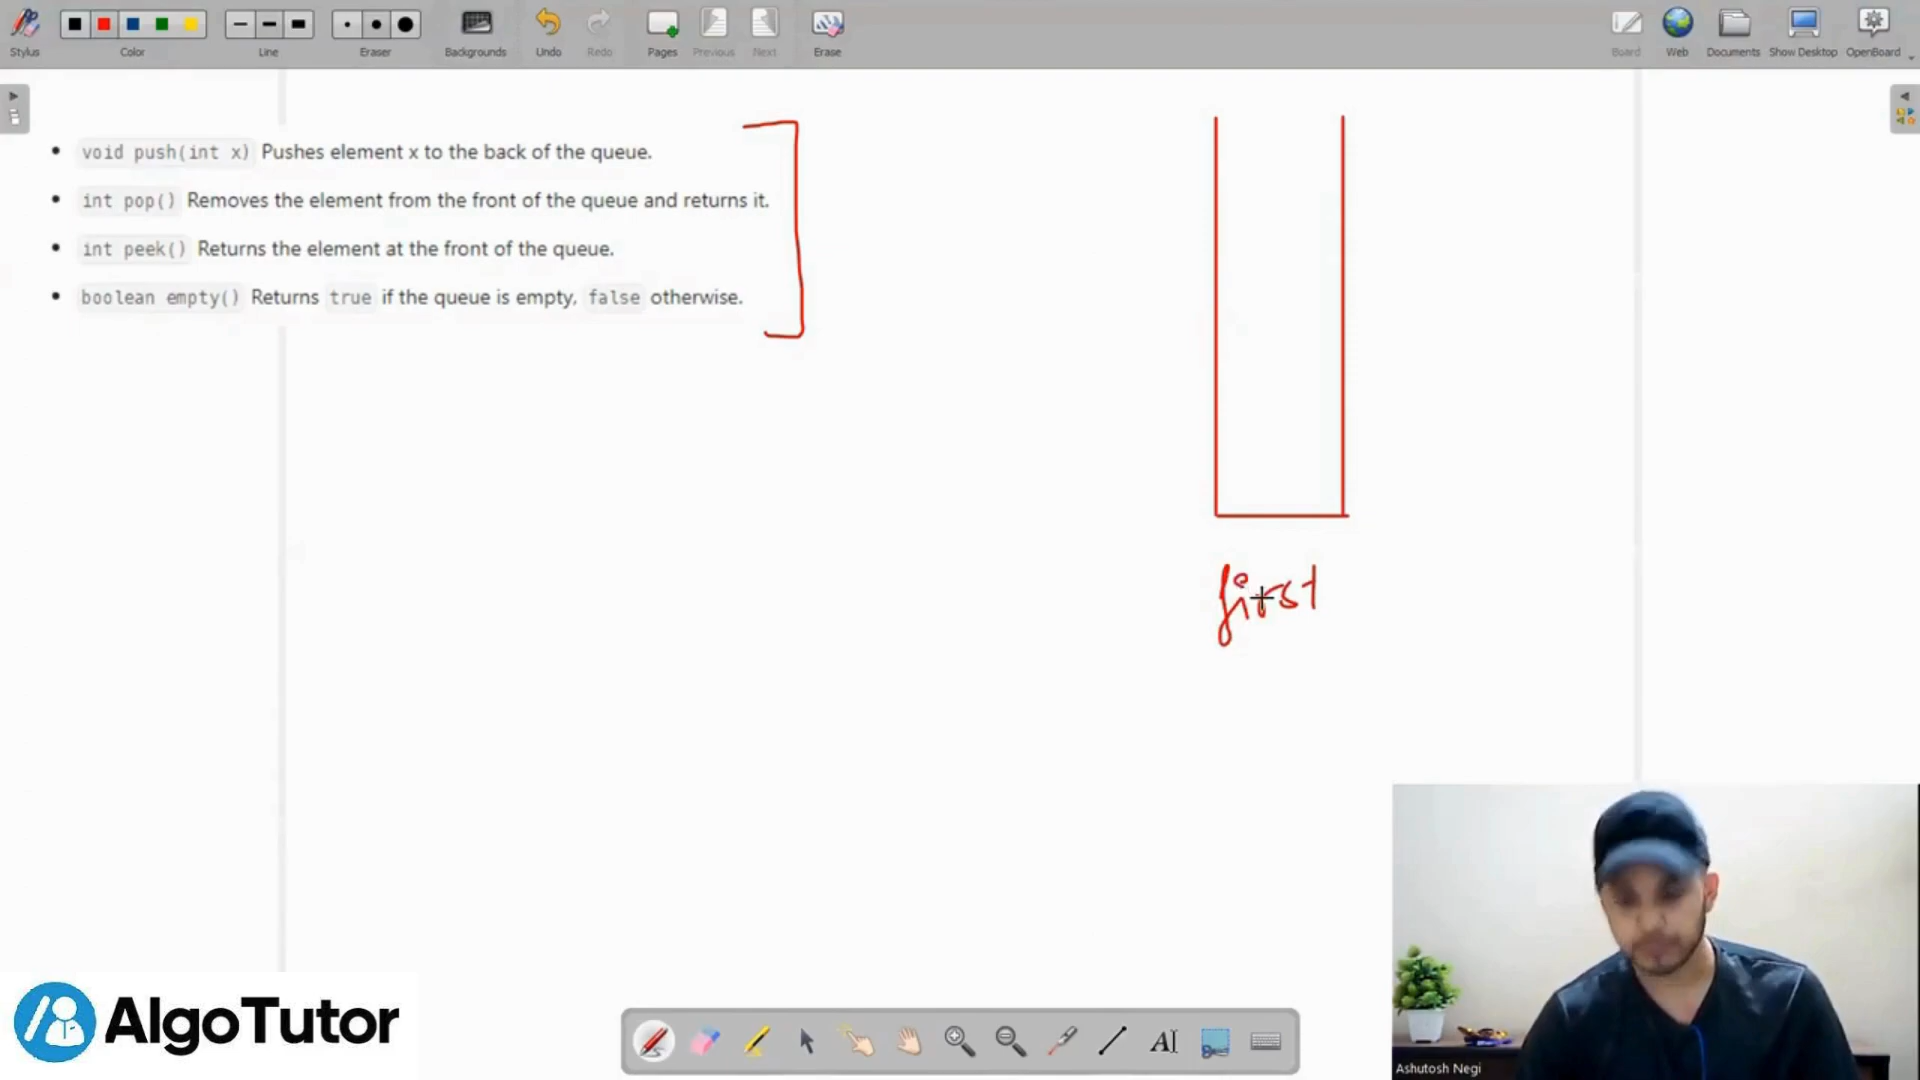 Stylus
Color
Line
Eraser
Backgrounds
Undo
Redo
Pages
Previous
Next
Erase
Board
Web
Documents
Show Desktop
OpenBoard
• void push(int x) Pushes element x to the back of the queue.
• int pop() Removes the element from the front of the queue and returns it.
• int peek() Returns the element at the front of the queue.
• boolean empty() Returns true if the queue is empty, false otherwise.
first
AlgoTutor
AI
Ashutosh Negi